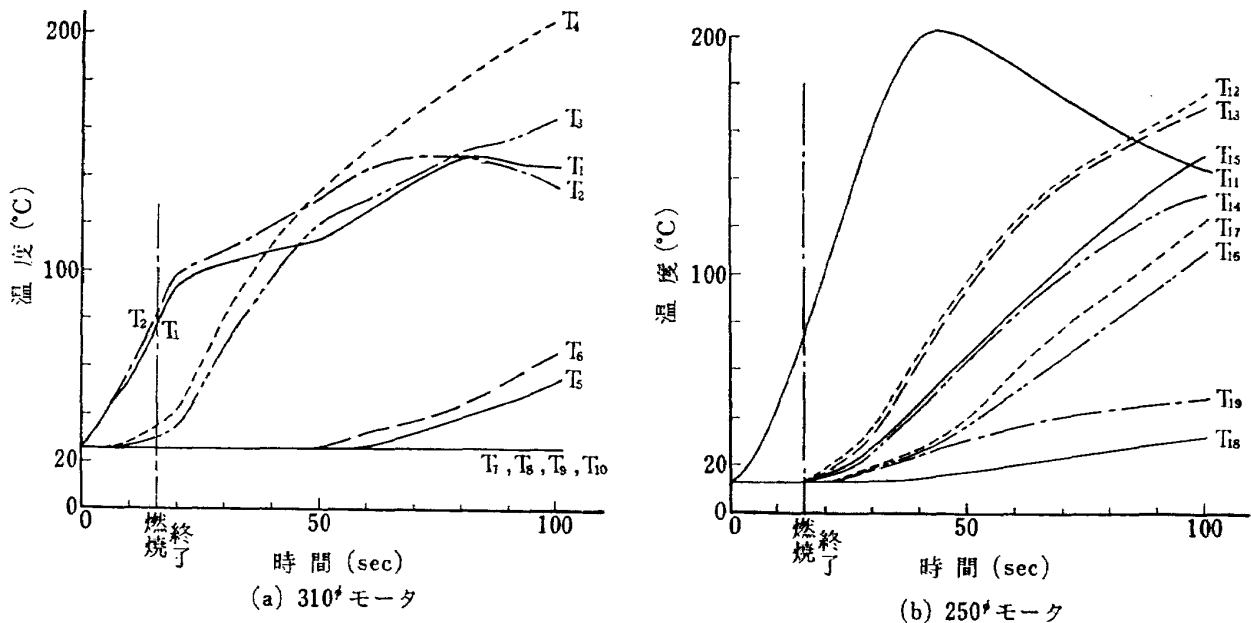 200
100
20
0
温度 (°C)
T₄
T₃
T₁
T₂
T₂
T₁
T₆
T₅
T₇, T₈, T₉, T₁₀
0
50
100
燃焼
終了
時間 (sec)
(a) 310ᶲ モータ
200
100
20
0
温度 (°C)
T₁₂
T₁₃
T₁₅
T₁₁
T₁₄
T₁₇
T₁₆
T₁₉
T₁₈
0
50
100
燃焼
終了
時間 (sec)
(b) 250ᶲ モータ